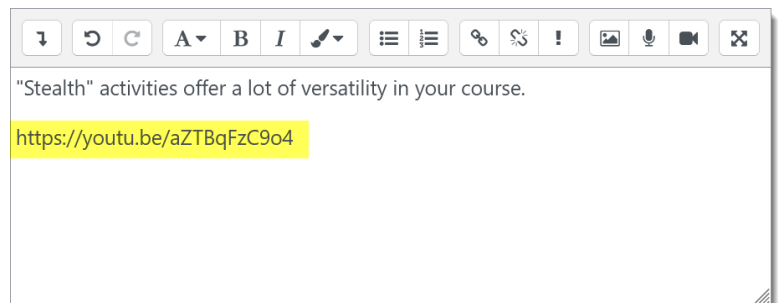 "Stealth" activities offer a lot of versatility in your course.
https://youtu.be/aZTBqFzC9o4